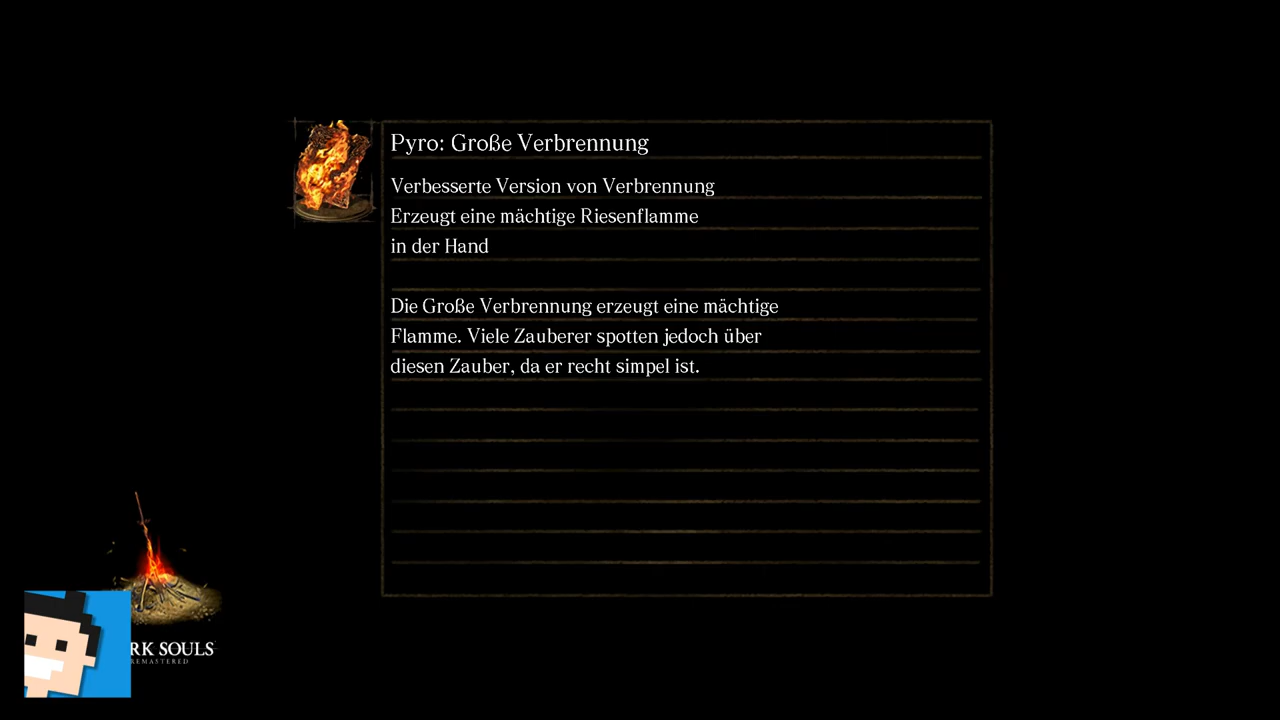 Pyro: Große Verbrennung
Verbesserte Version von Verbrennung
Erzeugt eine mächtige Riesenflamme
in der Hand
Die Große Verbrennung erzeugt eine mächtige
Flamme. Viele Zauberer spotten jedoch über
diesen Zauber, da er recht simpel ist.
RK SOULS
REMASTERED